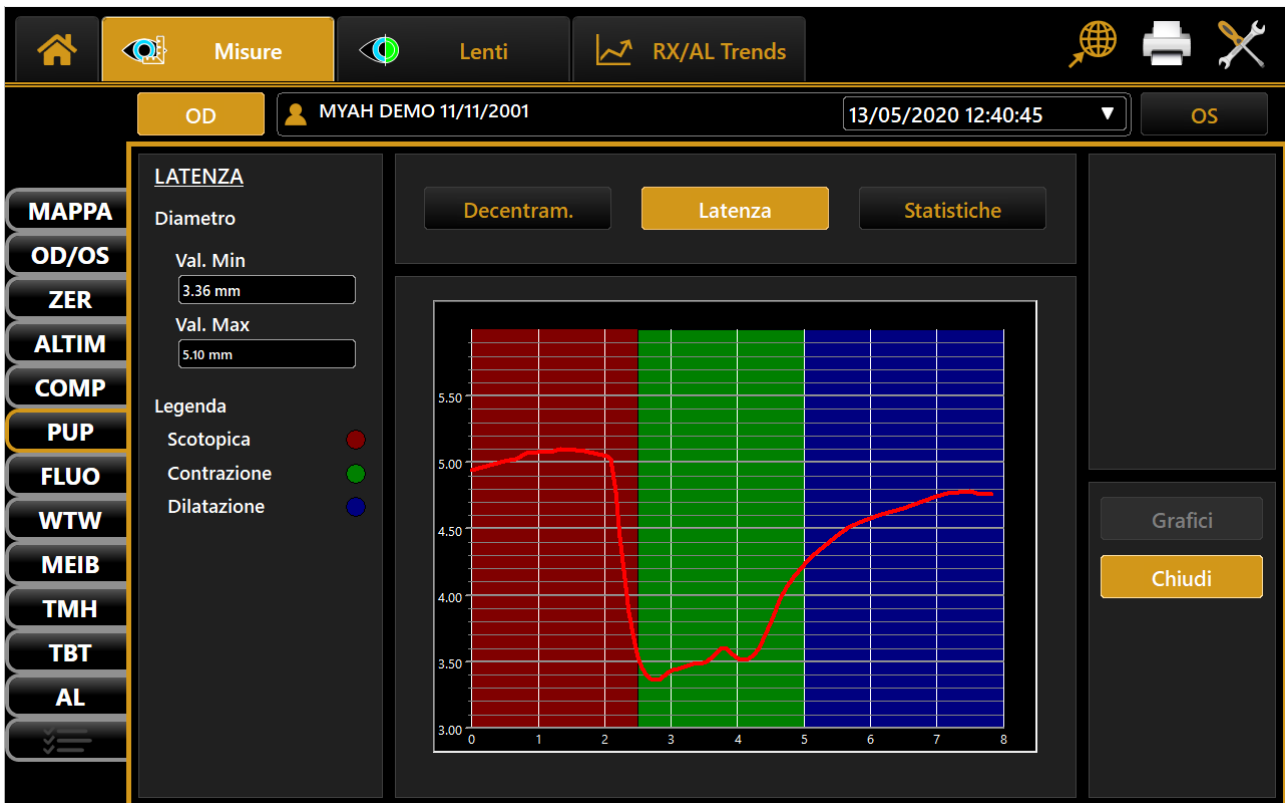 Misure
Lenti
RX/AL Trends
OD
MYAH DEMO 11/11/2001
13/05/2020 12:40:45
OS
MAPPA
OD/OS
ZER
ALTIM
COMP
PUP
FLUO
WTW
MEIB
TMH
TBT
AL
LATENZA
Diametro
Val. Min
3.36 mm
Val. Max
5.10 mm
Legenda
Scotopica
Contrazione
Dilatazione
Decentram.
Latenza
Statistiche
5.50
5.00
4.50
4.00
3.50
3.00
0 1 2 3 4 5 6 7 8
Grafici
Chiudi